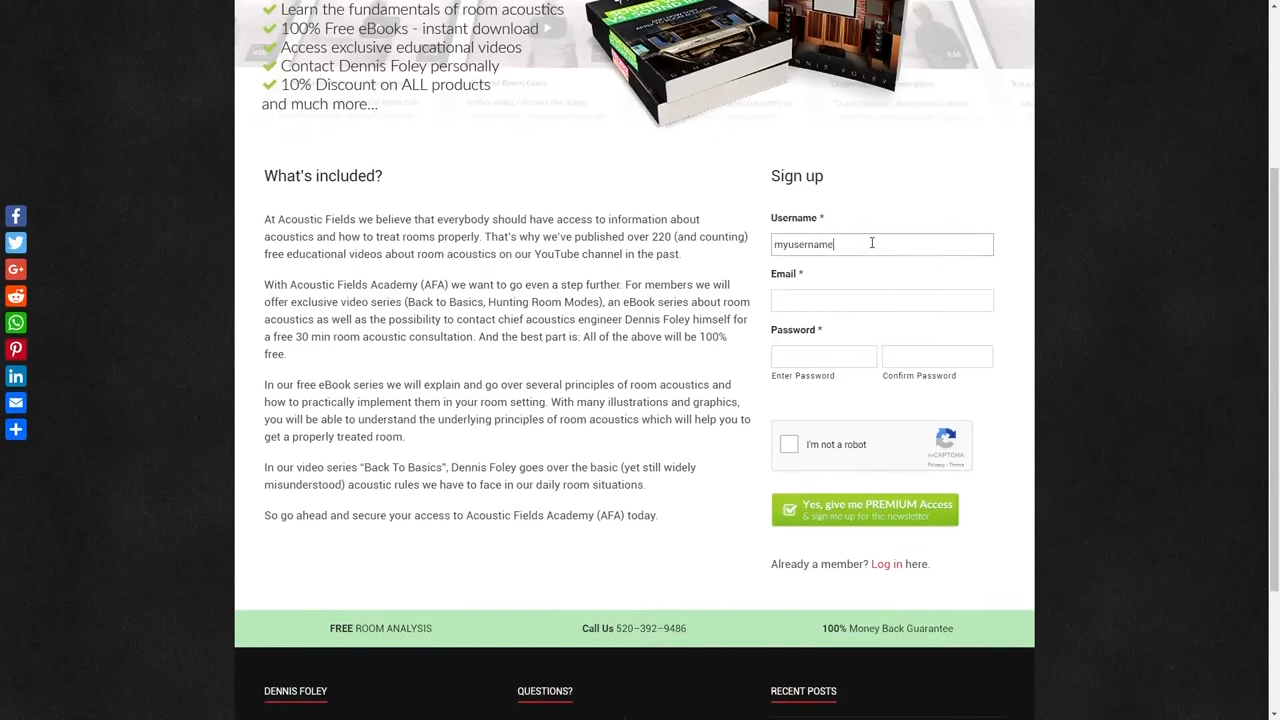 Learn the fundamentals of room acoustics
100% Free eBooks - instant download
Access exclusive educational videos
Contact Dennis Foley personally
10% Discount on ALL products
and much more...
DENNIS FOLEY
9:16
What's included?
At Acoustic Fields we believe that everybody should have access to information about
acoustics and how to treat rooms properly. That's why we've published over 220 (and counting)
free educational videos about room acoustics on our YouTube channel in the past.
With Acoustic Fields Academy (AFA) we want to go even a step further. For members we will
offer exclusive video series (Back to Basics, Hunting Room Modes), an eBook series about room
acoustics as well as the possibility to contact chief acoustics engineer Dennis Foley himself for
a free 30 min room acoustic consultation. And the best part is: All of the above will be 100%
free.
In our free eBook series we will explain and go over several principles of room acoustics and
how to practically implement them in your room setting. With many illustrations and graphics,
you will be able to understand the underlying principles of room acoustics which will help you to
get a properly treated room.
In our video series “Back To Basics”, Dennis Foley goes over the basic (yet still widely
misunderstood) acoustic rules we have to face in our daily room situations.
So go ahead and secure your access to Acoustic Fields Academy (AFA) today.
Sign up
Username *
myusername
Email *
Password *
Enter Password Confirm Password
I'm not a robot
reCAPTCHA
Privacy - Terms
Yes, give me PREMIUM Access
& sign me up for the newsletter
Already a member? Log in here.
FREE ROOM ANALYSIS Call Us 520-392-9486 100% Money Back Guarantee
DENNIS FOLEY QUESTIONS? RECENT POSTS